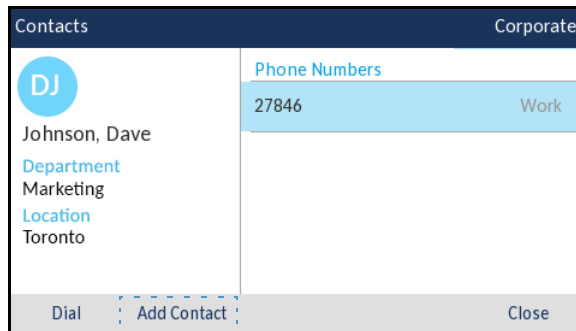 Contacts Corporate
DJ
Johnson, Dave
Department
Marketing
Location
Toronto
Phone Numbers
27846 Work
Dial Add Contact Close